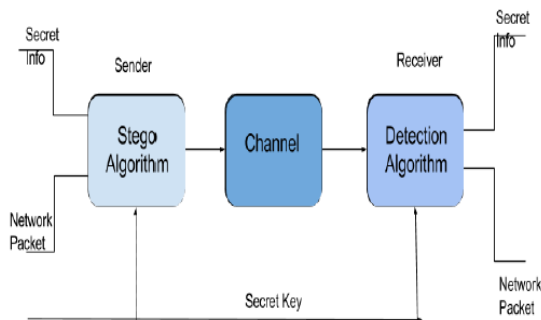 Secret
Info
Sender
Receiver
Secret
Info
Stego
Algorithm
Channel
Detection
Algorithm
Network
Packet
Secret Key
Network
Packet